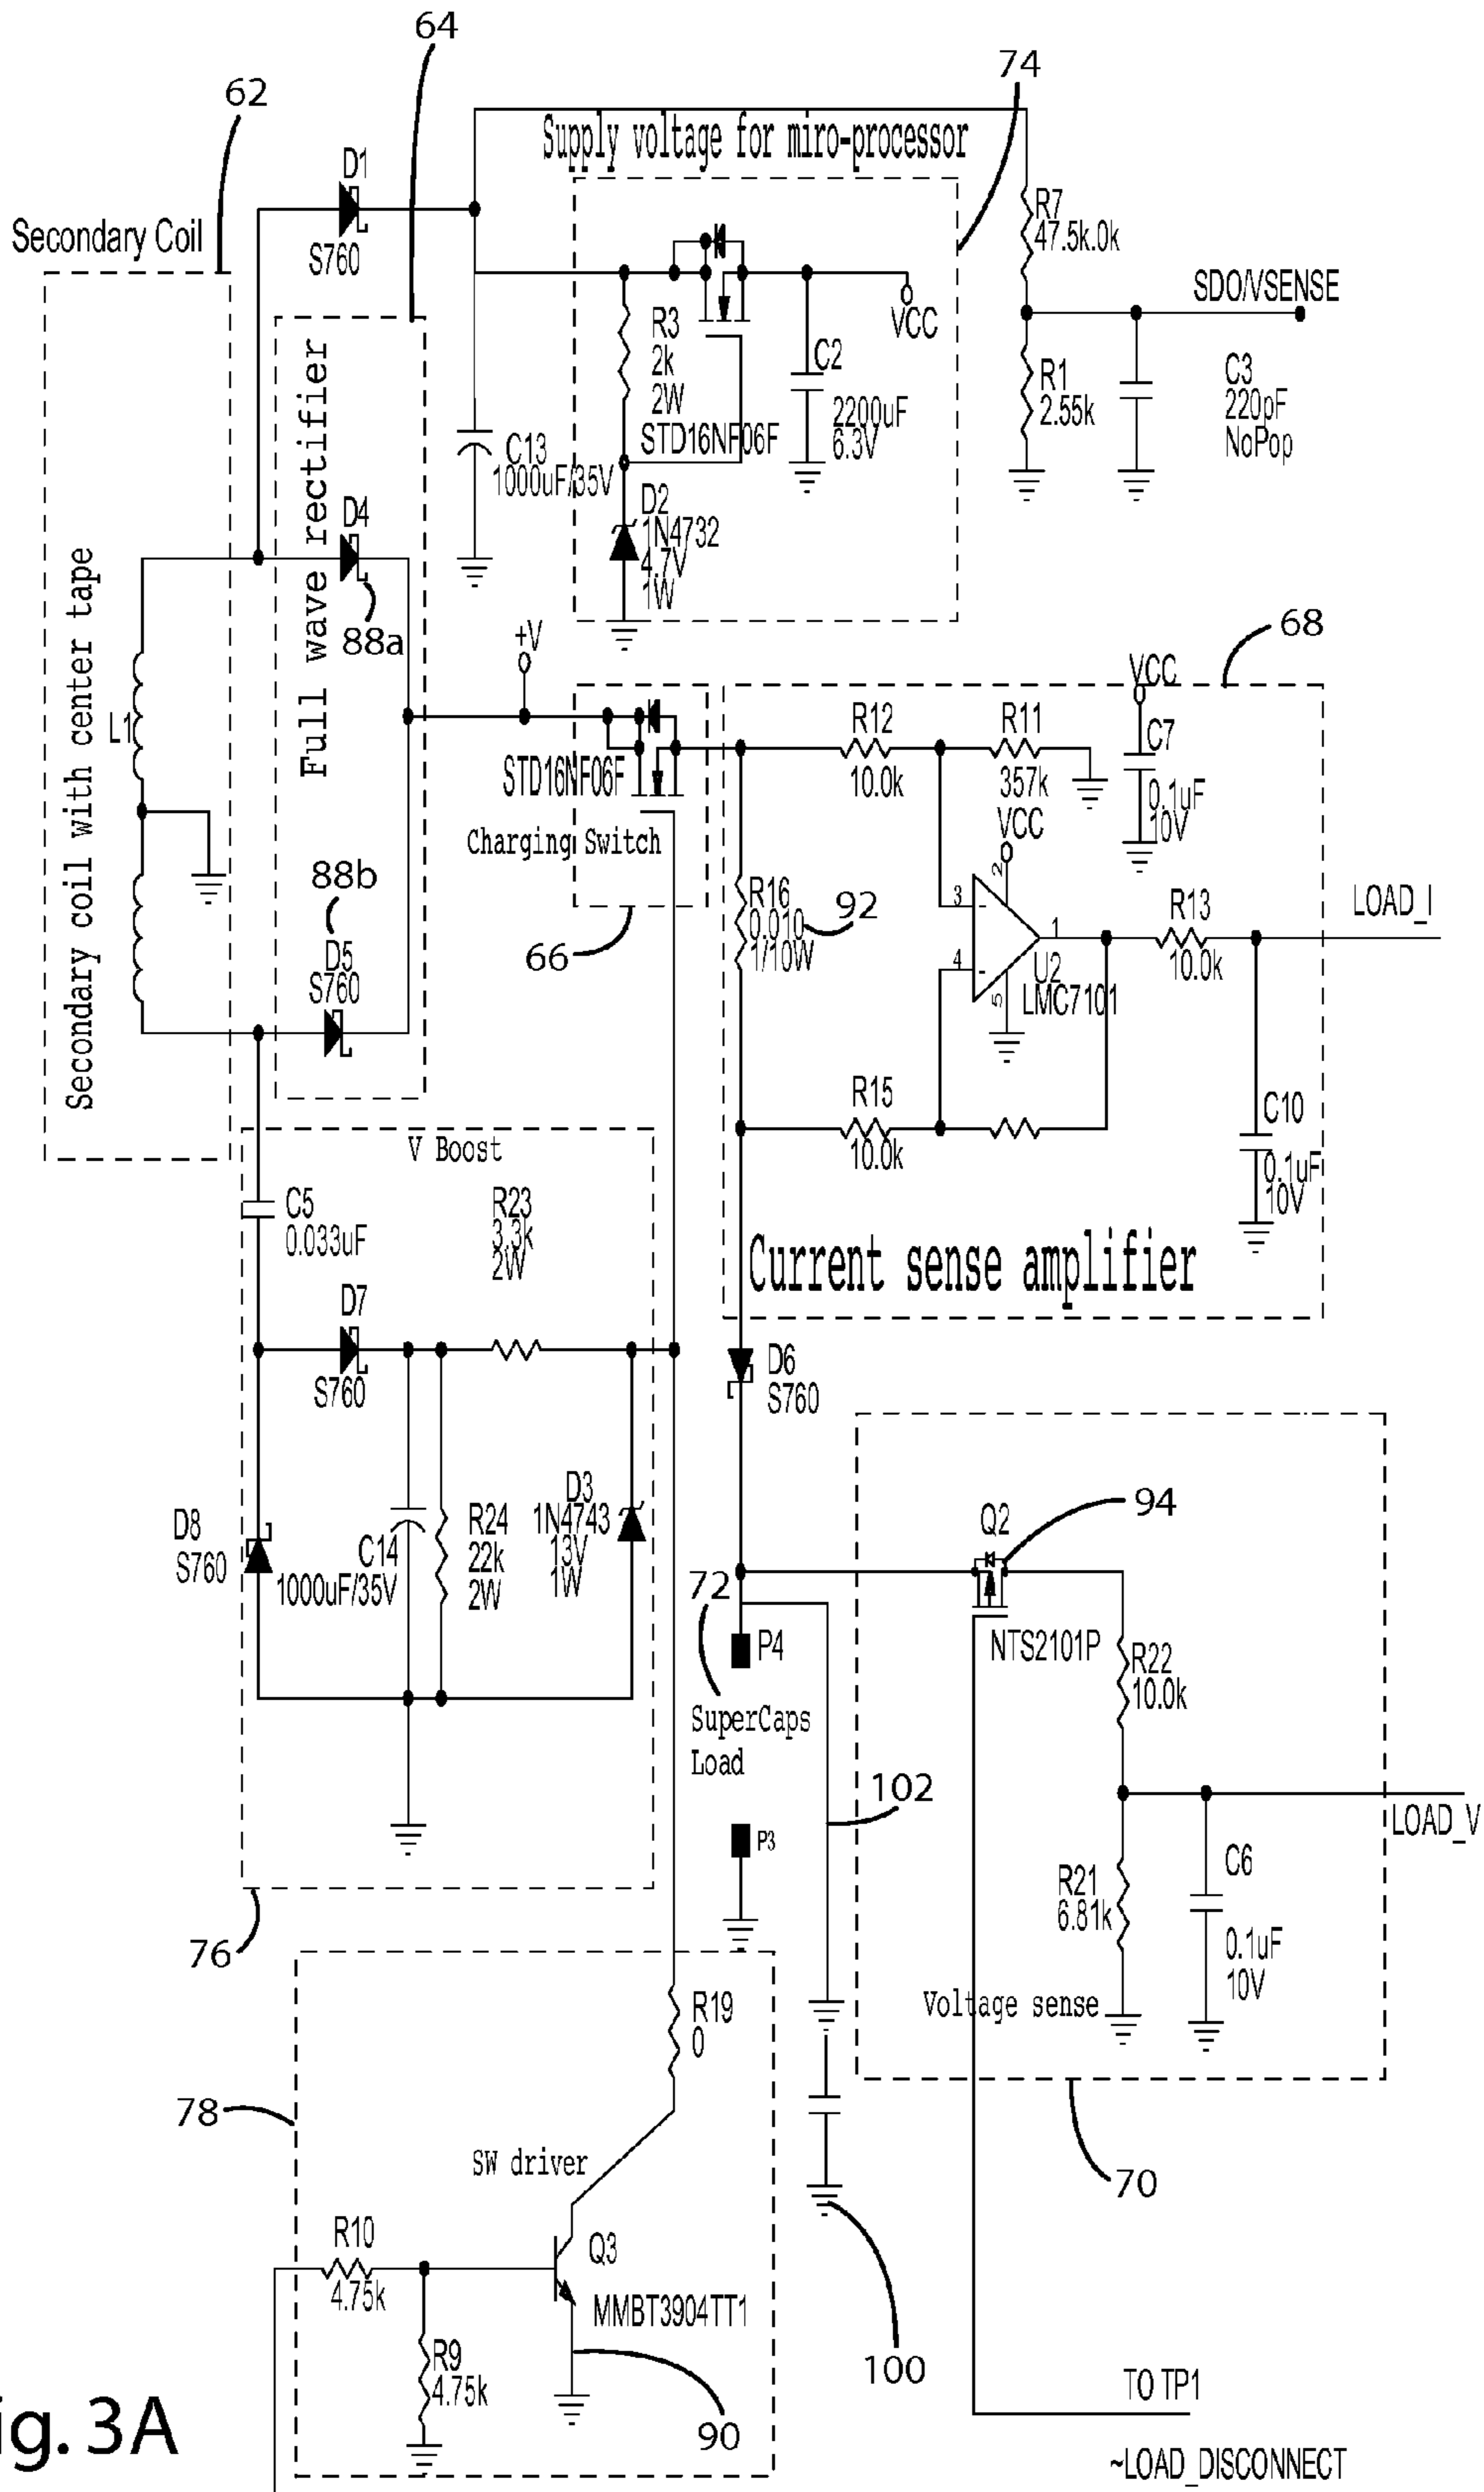 64
74
62
Supply voltage for miro-processor
D1
S760
Secondary Coil
R7
47.5k.0k
SDO/VSENSE
VCC
R3
2k
2W
STD16NF06F
C2
2200uF
6.3V
R1
2.55k
C3
220pF
NoPop
C13
1000uF/35V
D2
1N4732
4.7V
1W
Full wave rectifier
D4
88a
Secondary coil with center tape
L1
+V
68
VCC
R12
10.0k
R11
357k
C7
0.1uF
10V
STD16NF06F
Charging Switch
VCC
2
88b
D5
S760
66
R16
0.010
1/10W
92
3
-
4
-
1
5
U2
LMC7101
R13
10.0k
LOAD_I
R15
10.0k
C10
0.1uF
10V
V Boost
C5
0.033uF
R23
3.3k
2W
Current sense amplifier
D7
S760
D6
S760
D8
S760
C14
1000uF/35V
R24
22k
2W
D3
1N4743
13V
1W
72
Q2
94
NTS2101P
P4
SuperCaps
Load
R22
10.0k
102
P3
LOAD_V
R21
6.81k
C6
0.1uF
10V
76
Voltage sense
R19
0
78
SW driver
70
R10
4.75k
Q3
MMBT3904TT1
R9
4.75k
100
90
TO TP1
~LOAD_DISCONNECT
ig. 3A